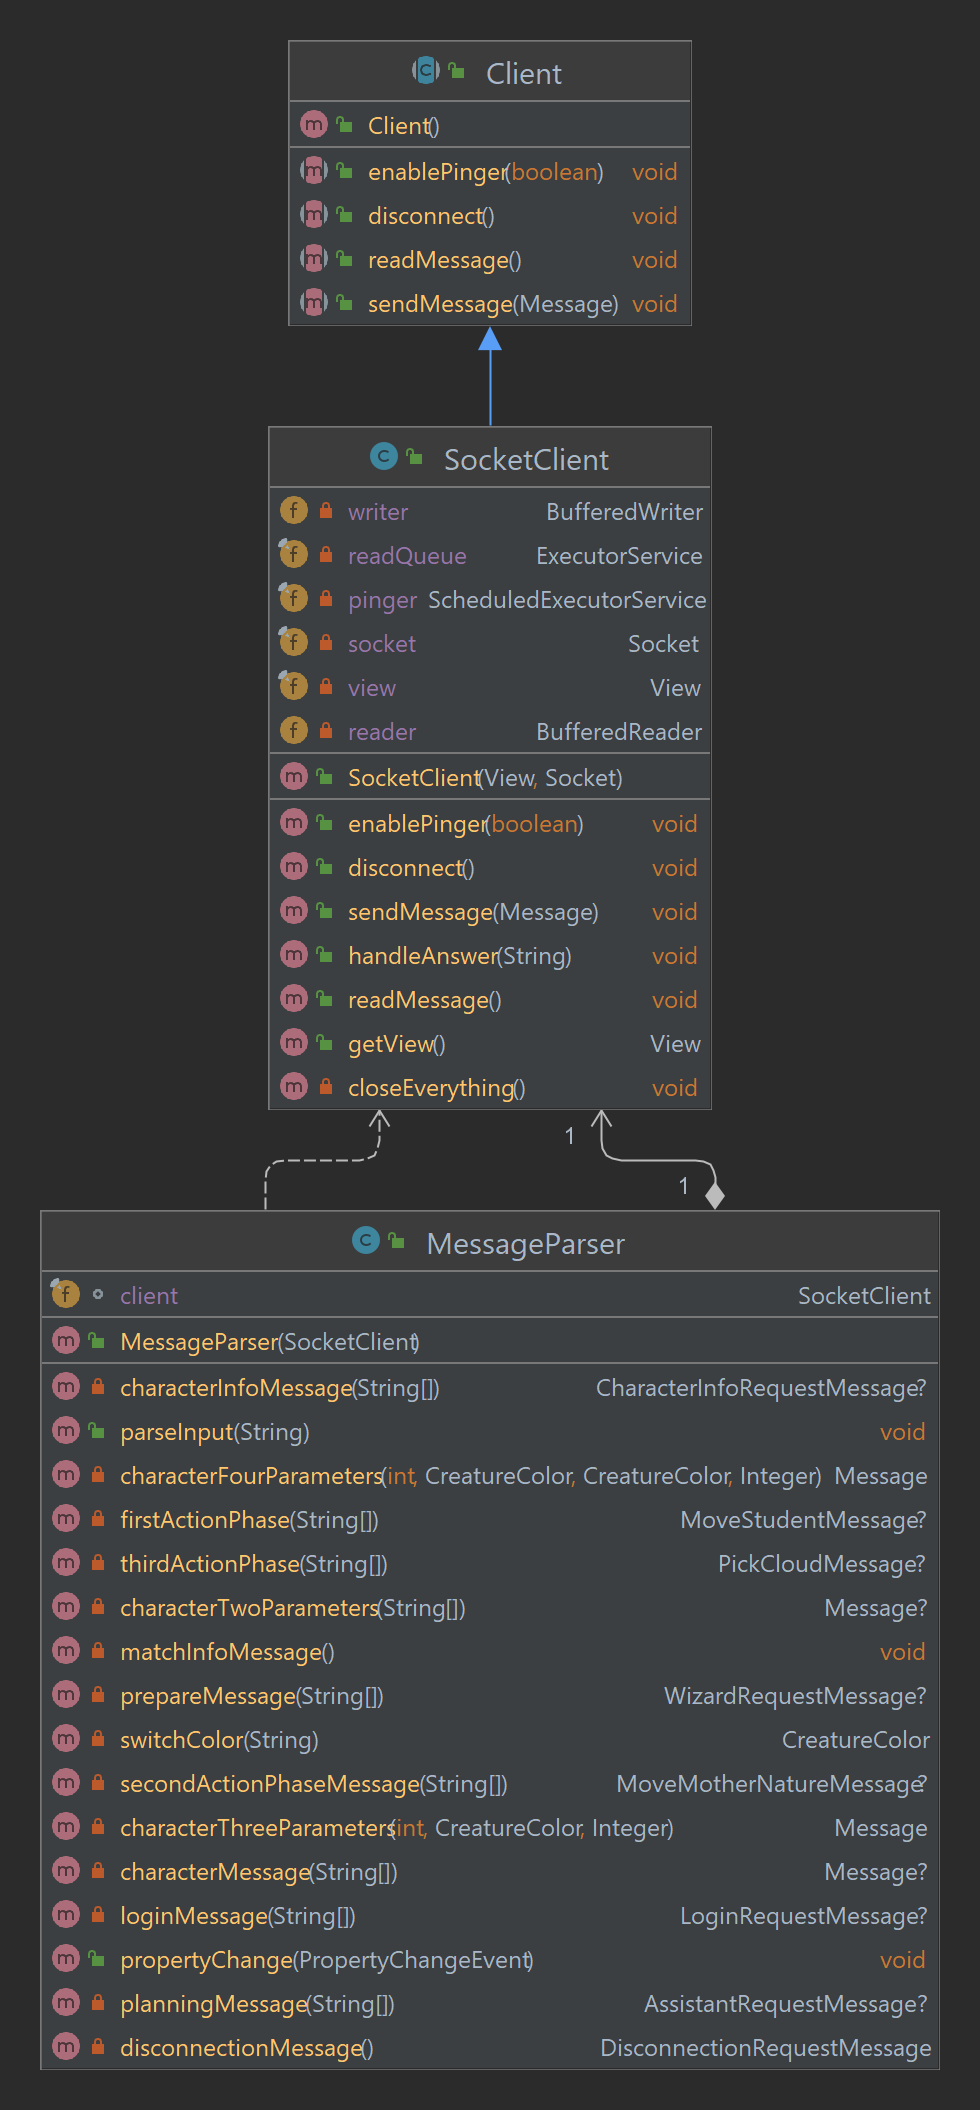 Client
Client()
enablePinger(boolean) void
disconnect() void
readMessage() void
sendMessage(Message) void
SocketClient
writer BufferedWriter
readQueue ExecutorService
pinger ScheduledExecutorService
socket Socket
view View
reader BufferedReader
SocketClient(View, Socket)
enablePinger(boolean) void
disconnect() void
sendMessage(Message) void
handleAnswer(String) void
readMessage() void
getView() View
closeEverything() void
1
1
MessageParser
client SocketClient
MessageParser(SocketClient)
characterInfoMessage(String[]) CharacterInfoRequestMessage?
parseInput(String) void
characterFourParameters(int, CreatureColor, CreatureColor, Integer) Message
firstActionPhase(String[]) MoveStudentMessage?
thirdActionPhase(String[]) PickCloudMessage?
characterTwoParameters(String[]) Message?
matchInfoMessage() void
prepareMessage(String[]) WizardRequestMessage?
switchColor(String) CreatureColor
secondActionPhaseMessage(String[]) MoveMotherNatureMessage?
characterThreeParameters(int, CreatureColor, Integer) Message
characterMessage(String[]) Message?
loginMessage(String[]) LoginRequestMessage?
propertyChange(PropertyChangeEvent) void
planningMessage(String[]) AssistantRequestMessage?
disconnectionMessage() DisconnectionRequestMessage